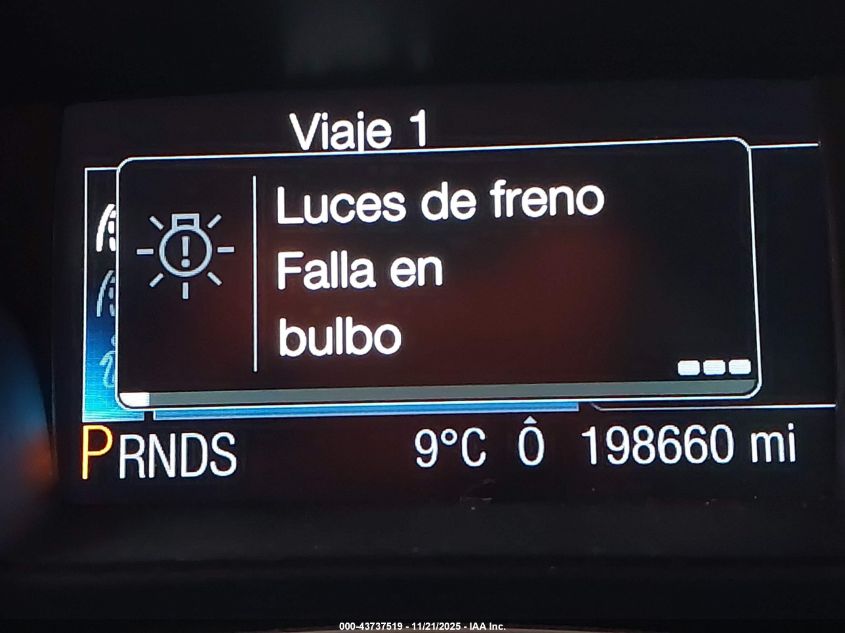 Viaje 1
Luces de freno
Falla en
bulbo
PRNDS 9°C Ô 198660 mi
000-43737519 - 11/21/2025 - IAA Inc.